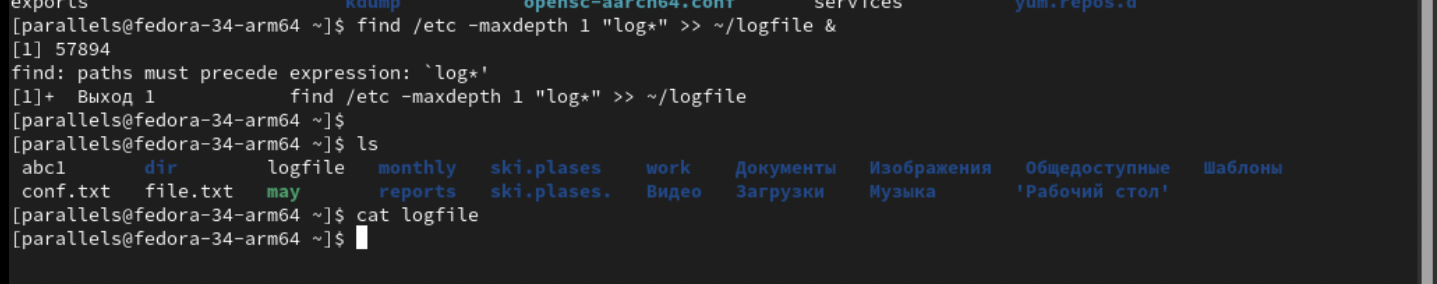 exports kdump opensc-aarch64.conf services yum.repos.d
[parallels@fedora-34-arm64 ~]$ find /etc -maxdepth 1 "log*" >> ~/logfile &
[1] 57894
find: paths must precede expression: `log*'
[1]+  Выход 1            find /etc -maxdepth 1 "log*" >> ~/logfile
[parallels@fedora-34-arm64 ~]$
[parallels@fedora-34-arm64 ~]$ ls
abc1 dir logfile monthly ski.plases work Документы Изображения Общедоступные Шаблоны
conf.txt file.txt may reports ski.plases. Видео Загрузки Музыка 'Рабочий стол'
[parallels@fedora-34-arm64 ~]$ cat logfile
[parallels@fedora-34-arm64 ~]$